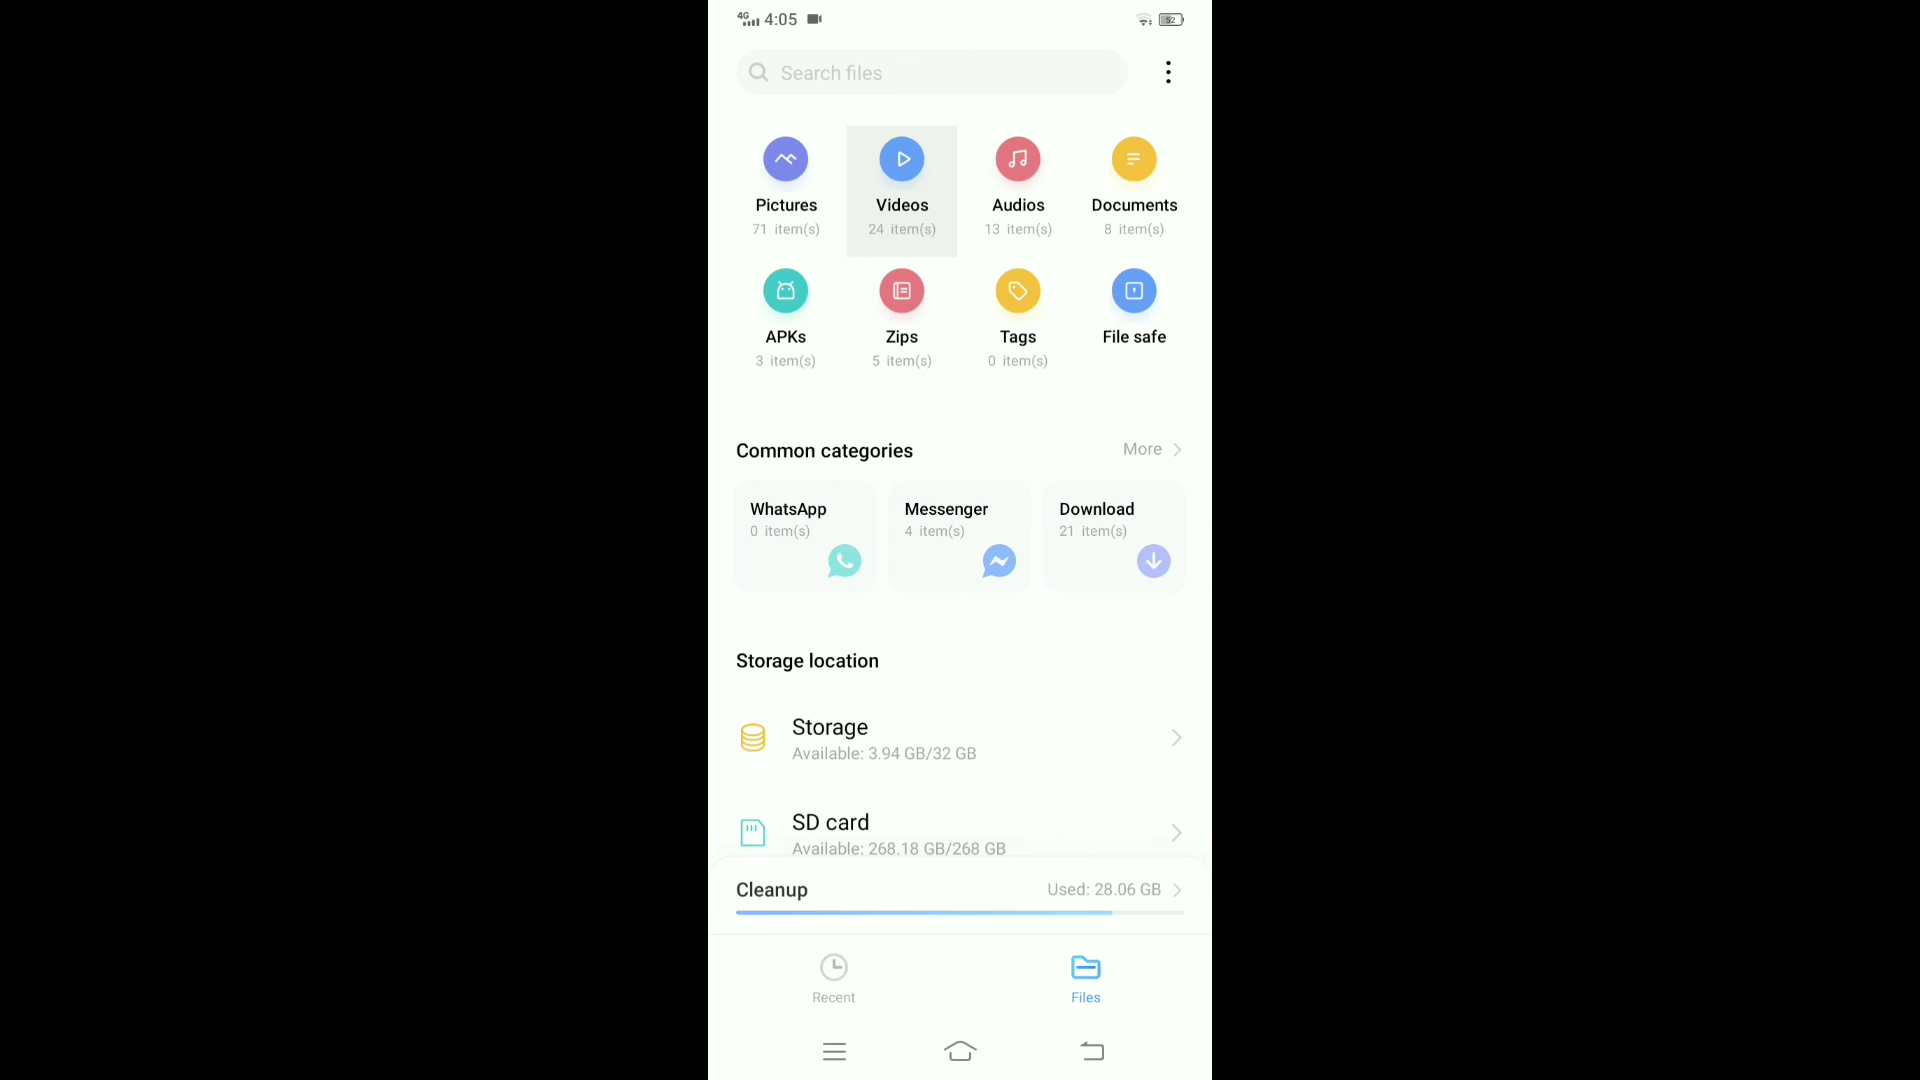 4G 4:05 52
Search files
Pictures Videos Audios Documents
71 item(s) 24 item(s) 13 item(s) 8 item(s)
APKs Zips Tags File safe
3 item(s) 5 item(s) 0 item(s)
Common categories More
WhatsApp Messenger Download
0 item(s) 4 item(s) 21 item(s)
Storage location
Storage
Available: 3.94 GB/32 GB
SD card
Available: 268.18 GB/268 GB
Cleanup Used: 28.06 GB
Recent Files